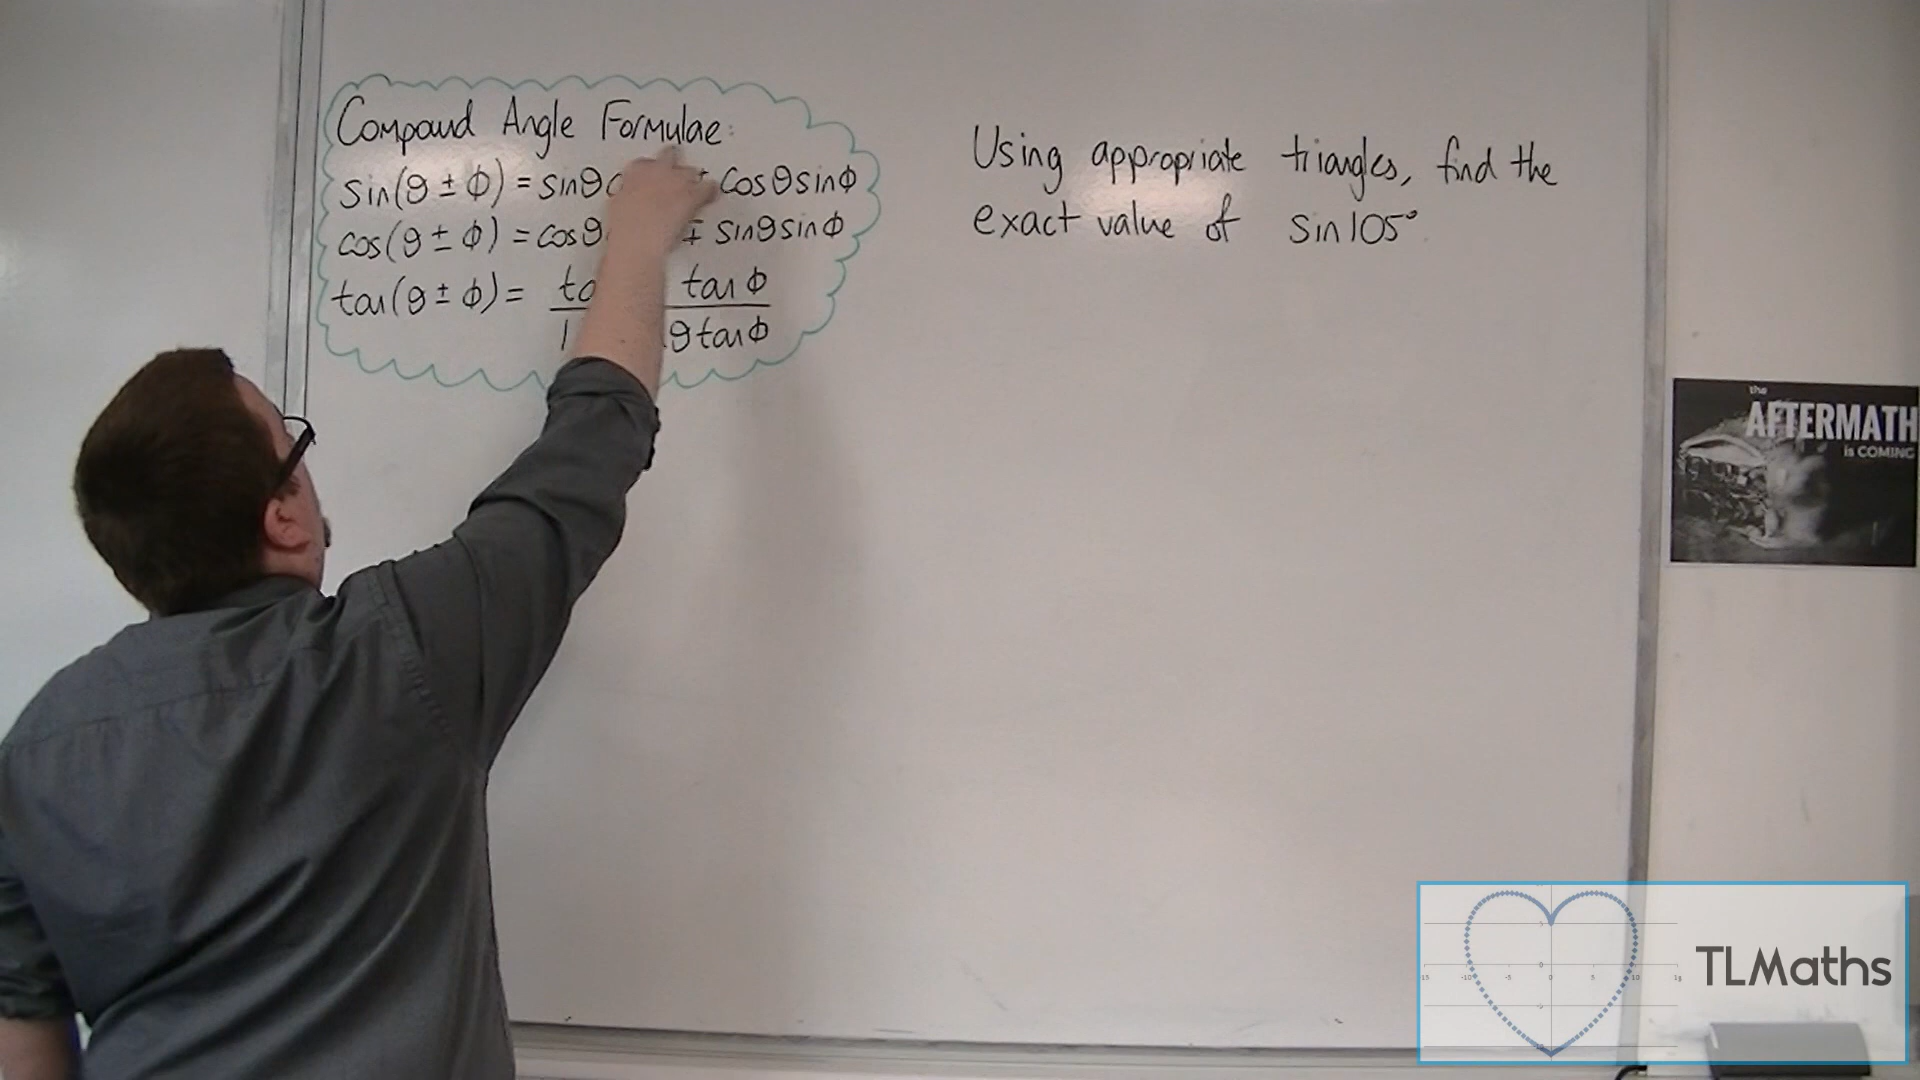 Compound Angle Formulae:
sin(θ ± ϕ) = sinθ ± cosθsinϕ
cos(θ ± ϕ) = cosθ ∓ sinθsinϕ
tan(θ ± ϕ) = tanϕ
1 θtanϕ
Using appropriate triangles, find the
exact value of sin105°
the
AFTERMATH
is COMING
TLMaths